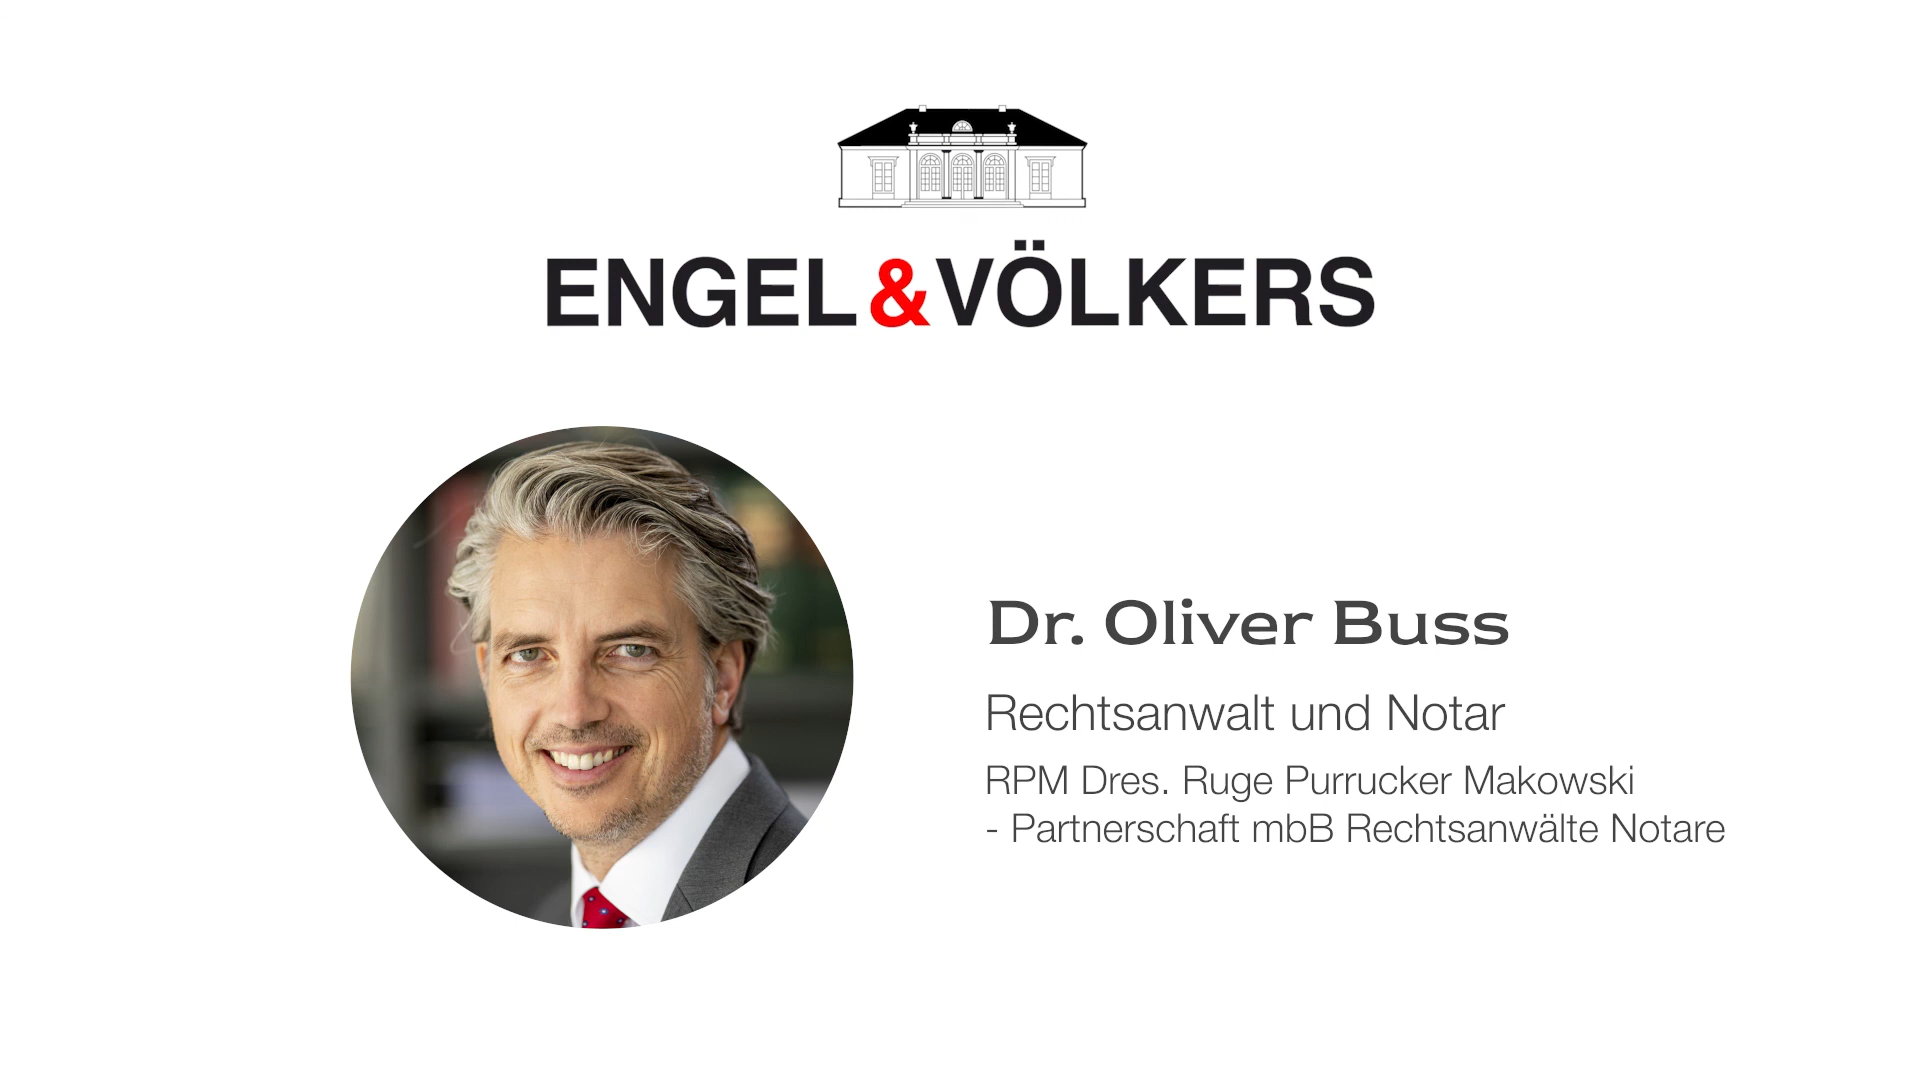 ENGEL&VÖLKERS
Dr. Oliver Buss
Rechtsanwalt und Notar
RPM Dres. Ruge Purrucker Makowski
- Partnerschaft mbB Rechtsanwälte Notare